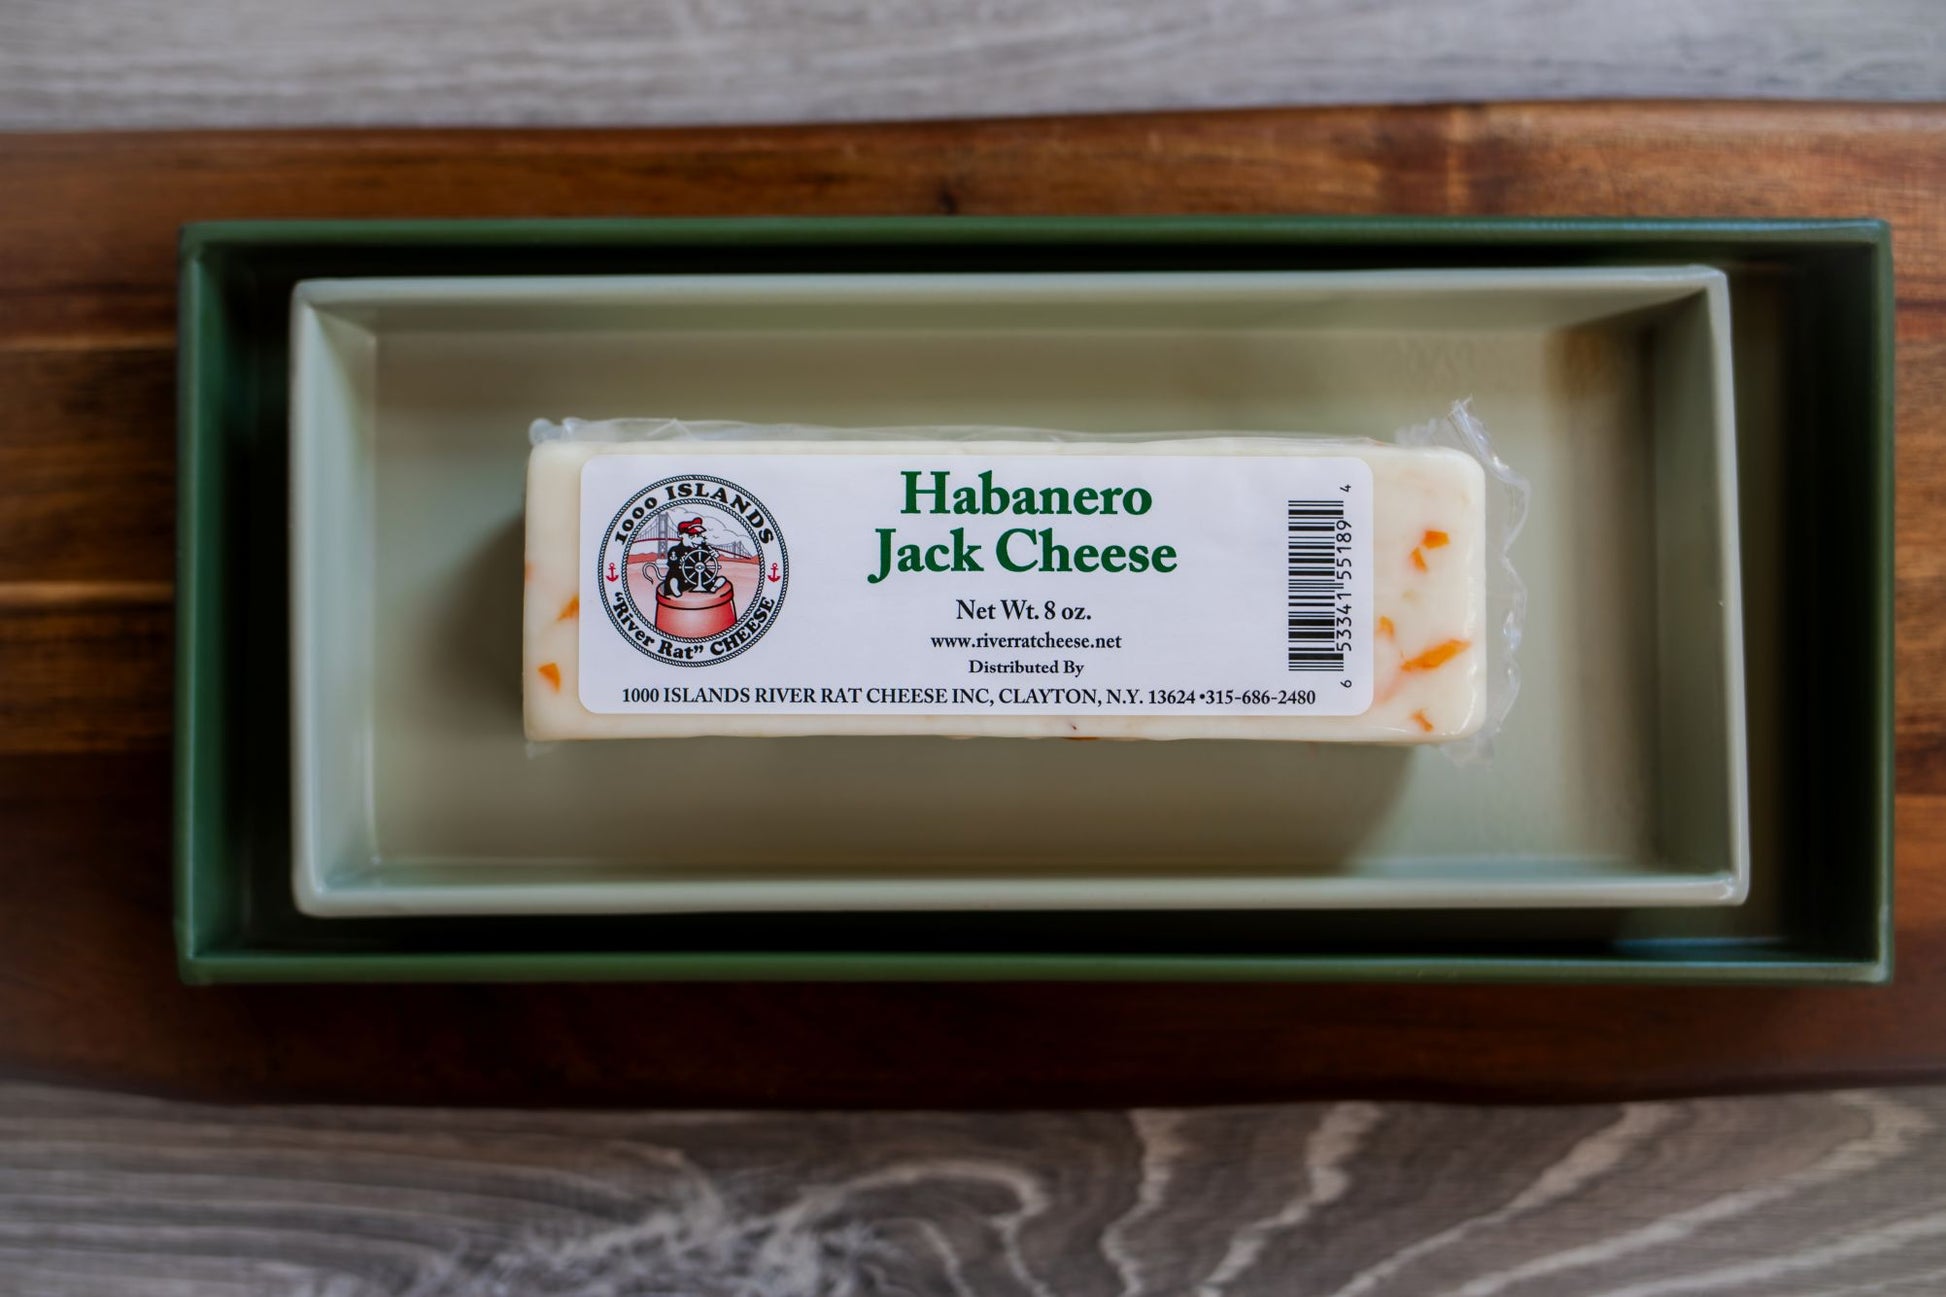 1000 ISLANDS
"River Rat" CHEESE
Habanero
Jack Cheese
Net Wt. 8 oz.
www.riverratcheese.net
Distributed By
1000 ISLANDS RIVER RAT CHEESE INC, CLAYTON, N.Y. 13624 •315-686-2480
6 53341 55189 4